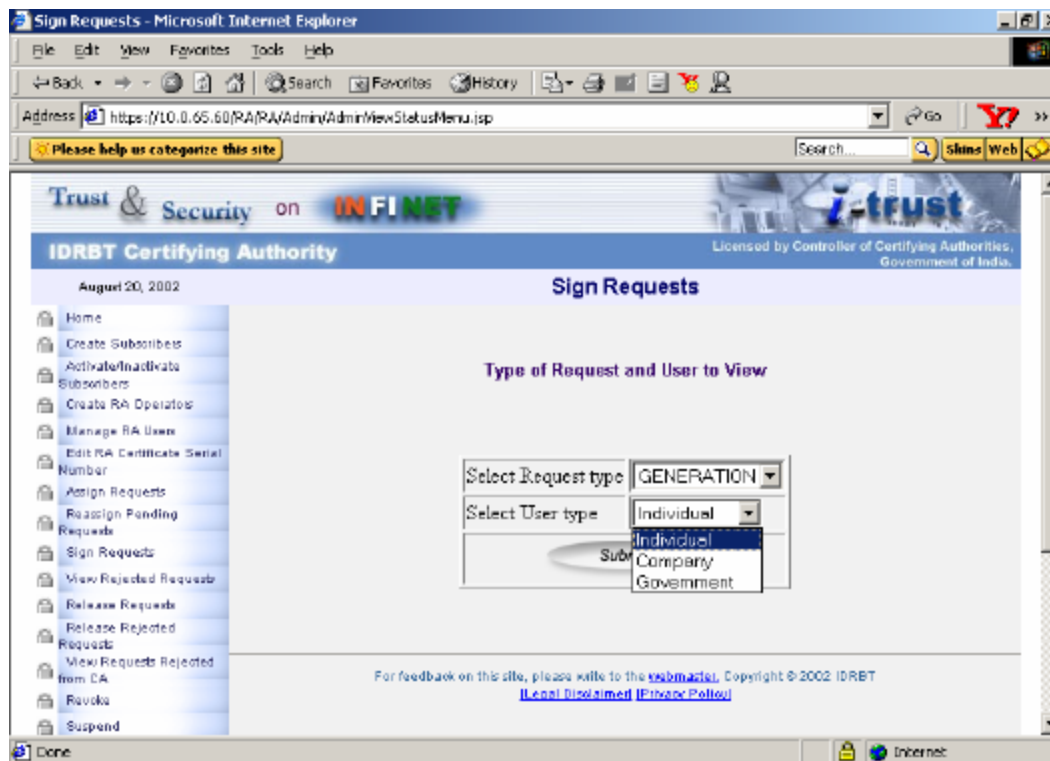 Sign Requests - Microsoft Internet Explorer
File Edit View Favorites Tools Help
Back Search Favorites History
Address https://10.0.65.60/RA/RA/Admin/AdminViewStatusMenu.jsp Go Y? »
Please help us categorize this site Search... Skins Web
Trust & Security on INFINET i-trust
IDRBT Certifying Authority
Licensed by Controller of Certifying Authorities,
Government of India.
August 20, 2002
Sign Requests
Home
Create Subscribers
Activate/Inactivate
Subscribers
Create RA Operators
Manage RA Users
Edit RA Certificate Serial
Number
Assign Requests
Reassign Pending
Requests
Sign Requests
View Rejected Requests
Release Requests
Release Rejected
Requests
View Requests Rejected
from CA
Revoke
Suspend
Type of Request and User to View
Select Request type GENERATION
Select User type Individual
Individual
Company
Government
Subm
For feedback on this site, please write to the webmaster. Copyright © 2002 IDRBT
[Legal Disclaimer] [Privacy Policy]
Done Internet